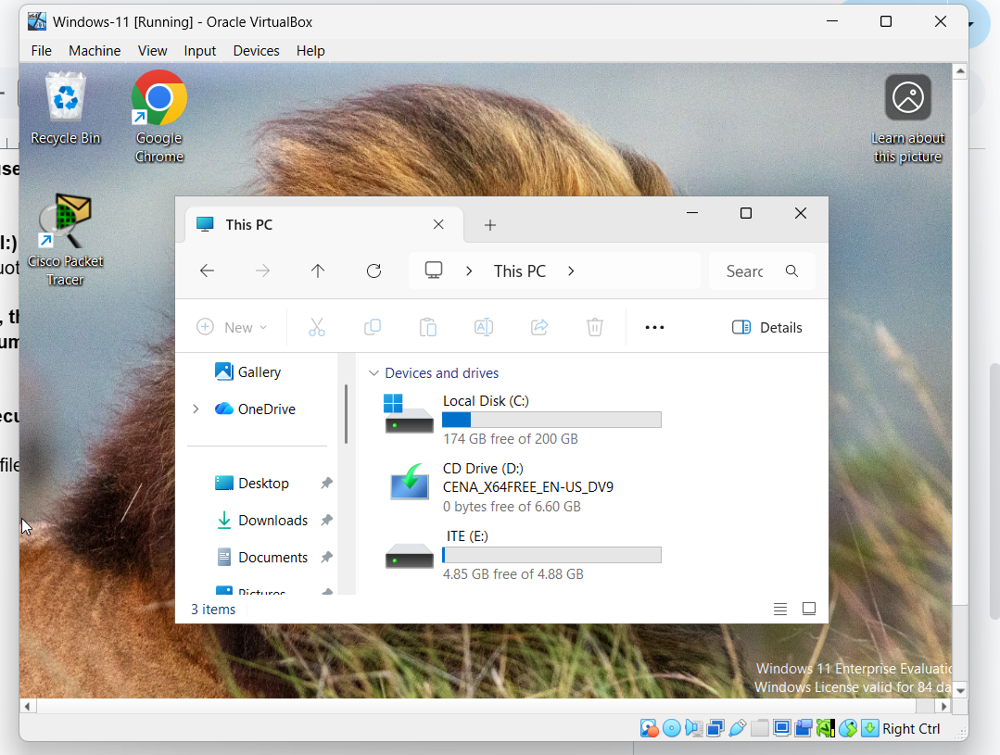 Windows-11 [Running] - Oracle VirtualBox
File Machine View Input Devices Help
Recycle Bin
Google
Chrome
Learn about
this picture
Cisco Packet
Tracer
This PC
This PC
Searc
New
Details
Gallery
OneDrive
Desktop
Downloads
Documents
Pictures
Devices and drives
Local Disk (C:)
174 GB free of 200 GB
CD Drive (D:)
CENA_X64FREE_EN-US_DV9
0 bytes free of 6.60 GB
ITE (E:)
4.85 GB free of 4.88 GB
3 items
Windows 11 Enterprise Evaluatio
Windows License valid for 84 da
Right Ctrl